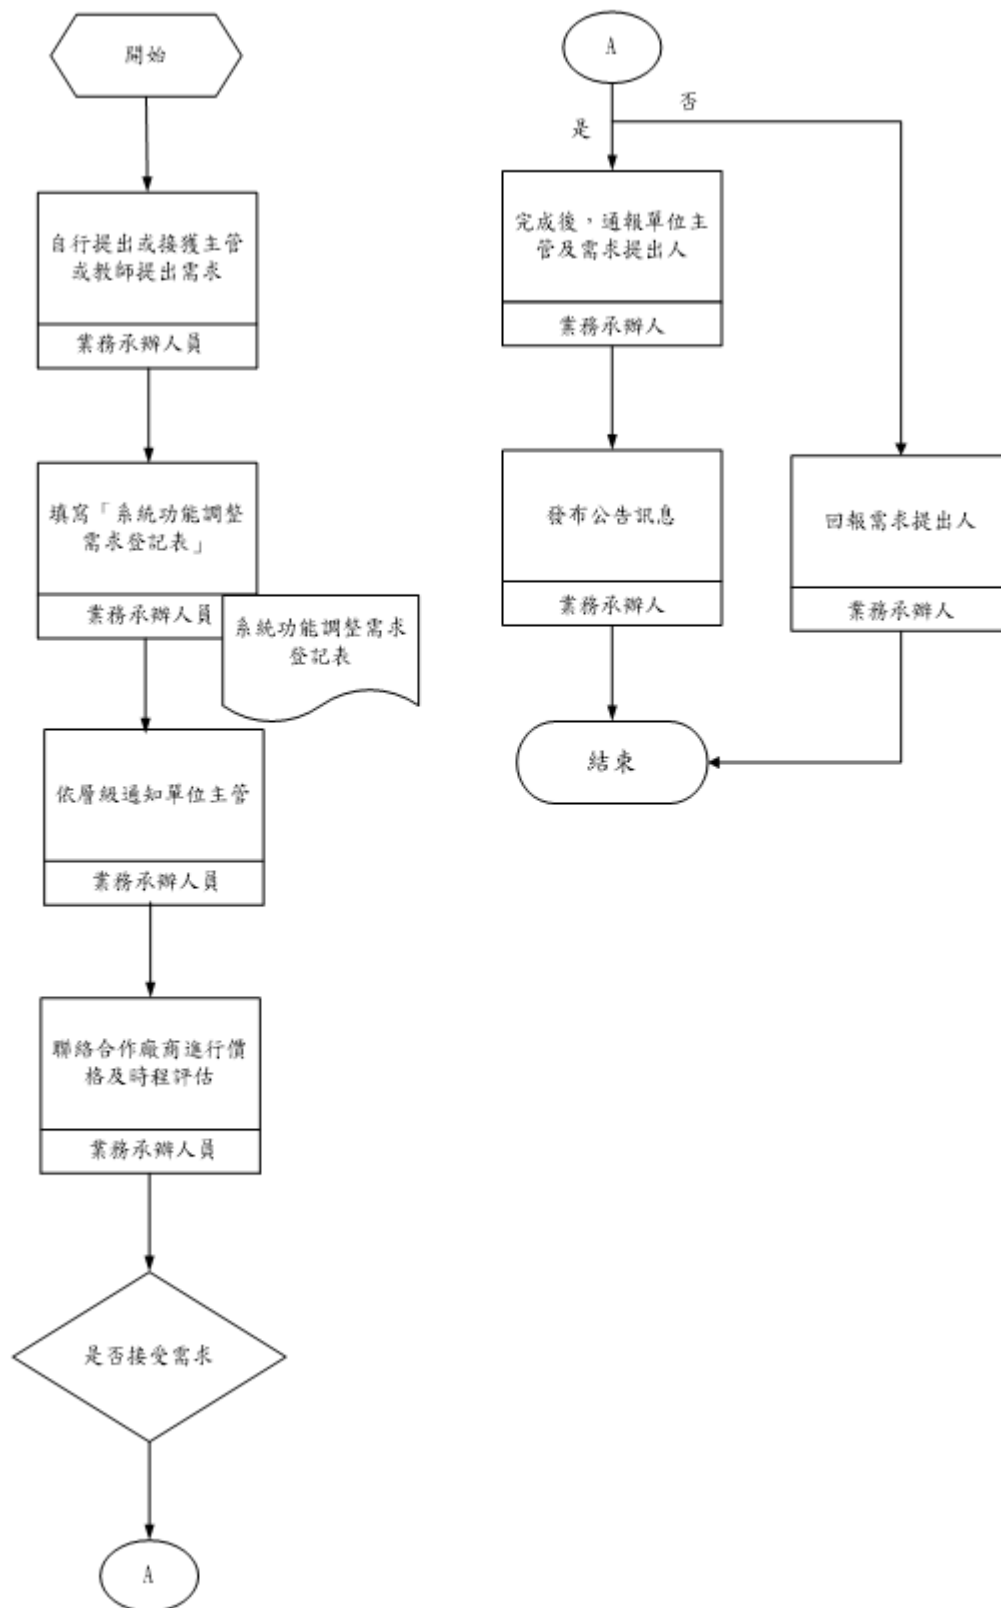 開始
自行提出或接獲主管
或教師提出需求
業務承辦人員
填寫「系統功能調整
需求登記表」
業務承辦人員
系統功能調整需求
登記表
依層級通知單位主管
業務承辦人員
聯絡合作廠商進行價
格及時程評估
業務承辦人員
是否接受需求
A
A
是
否
完成後，通報單位主
管及需求提出人
業務承辦人
發布公告訊息
業務承辦人
回報需求提出人
業務承辦人
結束